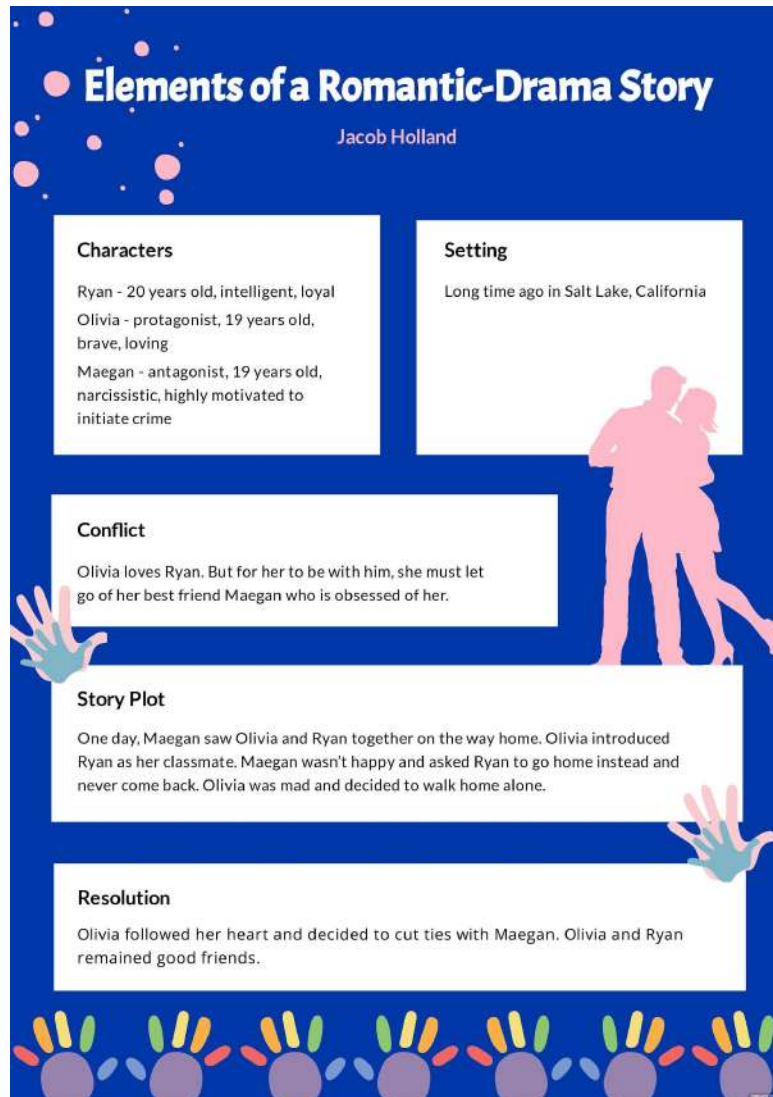 Elements of a Romantic-Drama Story
Jacob Holland
Characters
Ryan - 20 years old, intelligent, loyal
Olivia - protagonist, 19 years old,
brave, loving
Maegan - antagonist, 19 years old,
narcissistic, highly motivated to
initiate crime
Setting
Long time ago in Salt Lake, California
Conflict
Olivia loves Ryan. But for her to be with him, she must let
go of her best friend Maegan who is obsessed of her.
Story Plot
One day, Maegan saw Olivia and Ryan together on the way home. Olivia introduced
Ryan as her classmate. Maegan wasn't happy and asked Ryan to go home instead and
never come back. Olivia was mad and decided to walk home alone.
Resolution
Olivia followed her heart and decided to cut ties with Maegan. Olivia and Ryan
remained good friends.